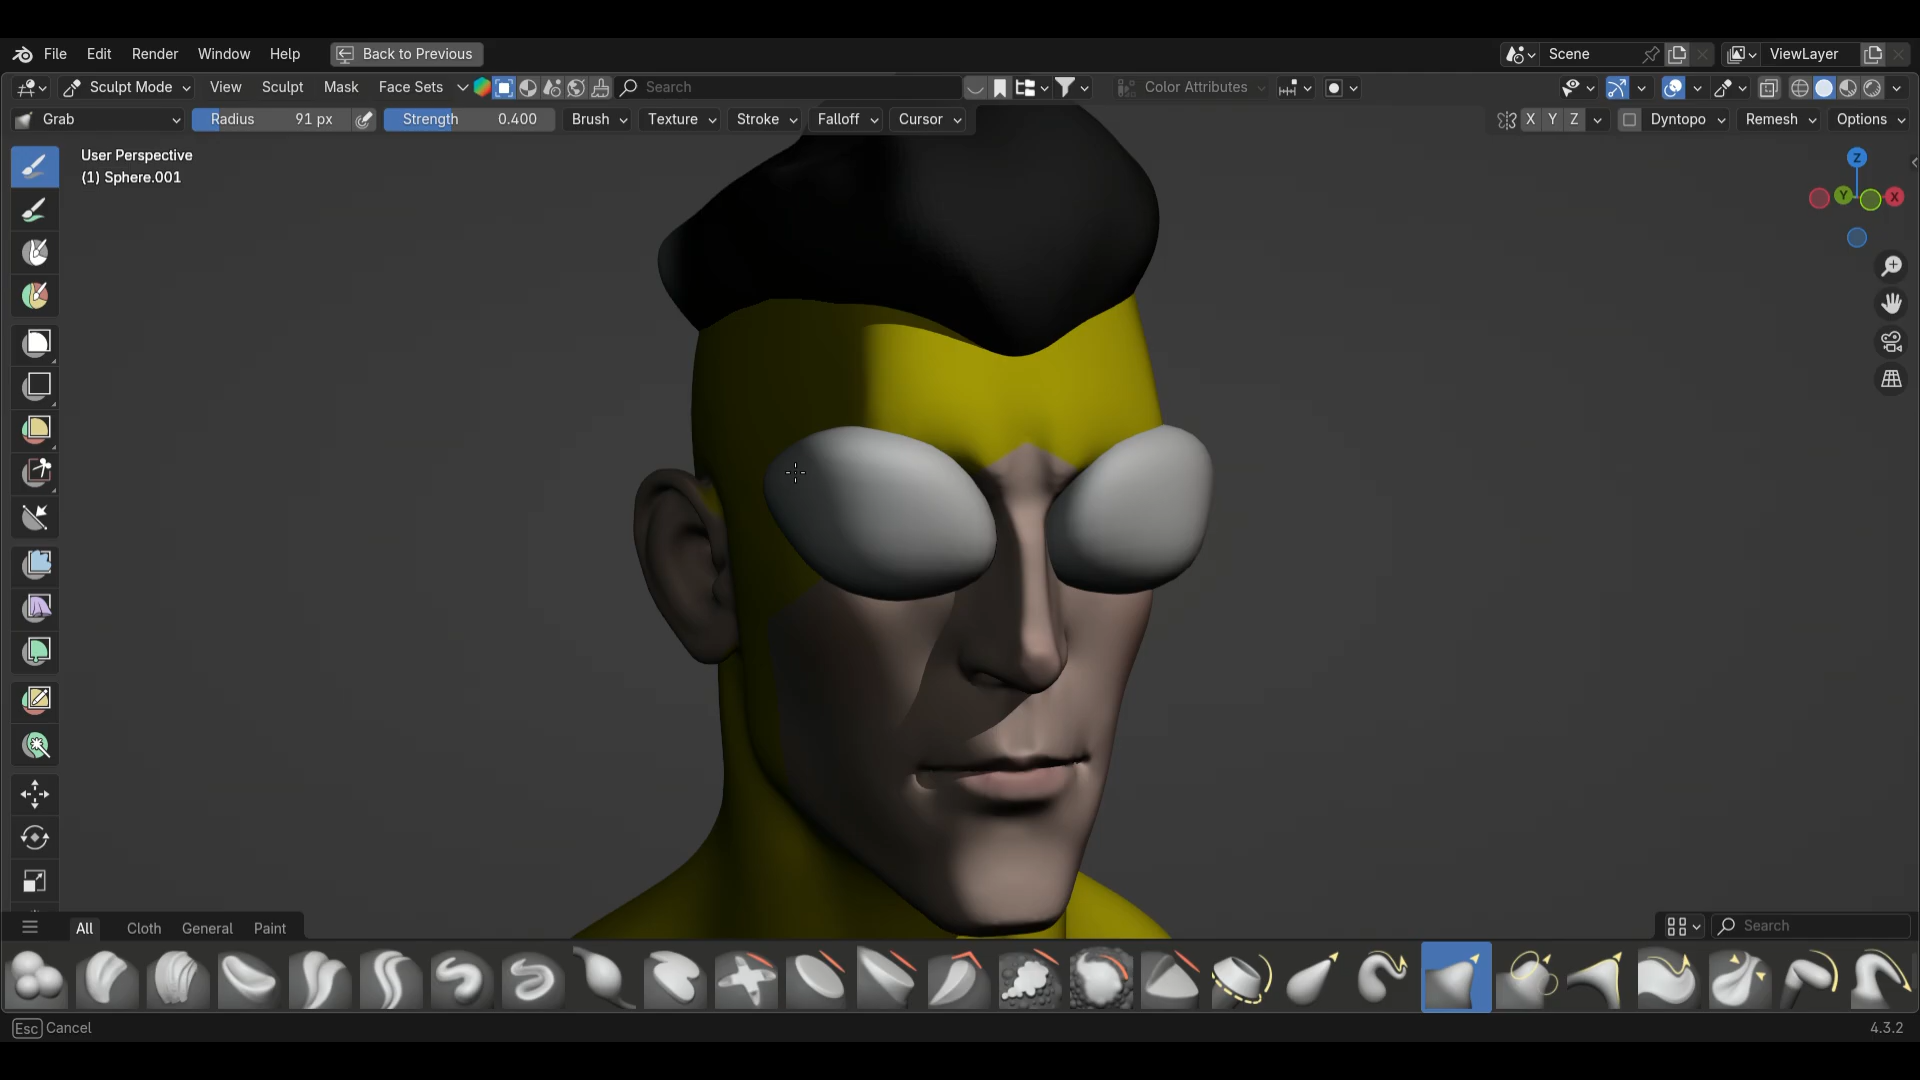 File Edit Render Window Help Back to Previous Scene ViewLayer
Sculpt Mode View Sculpt Mask Face Sets Search Color Attributes
Grab Radius 91 px Strength 0.400 Brush Texture Stroke Falloff Cursor X Y Z Dyntopo Remesh Options
User Perspective
(1) Sphere.001
Z
Y X
All Cloth General Paint Search
Esc Cancel 4.3.2